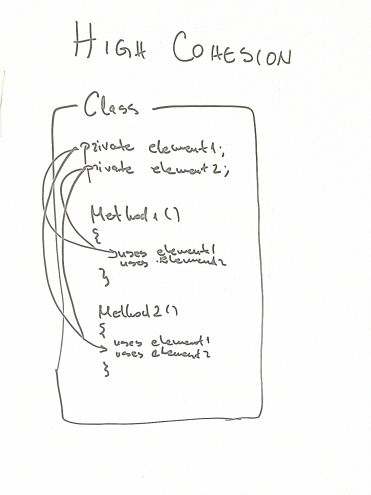 HIGH COHESION
Class
private element1;
private element2;
Method1()
{
uses element1
uses element2
}
Method2()
{
uses element1
uses element2
}